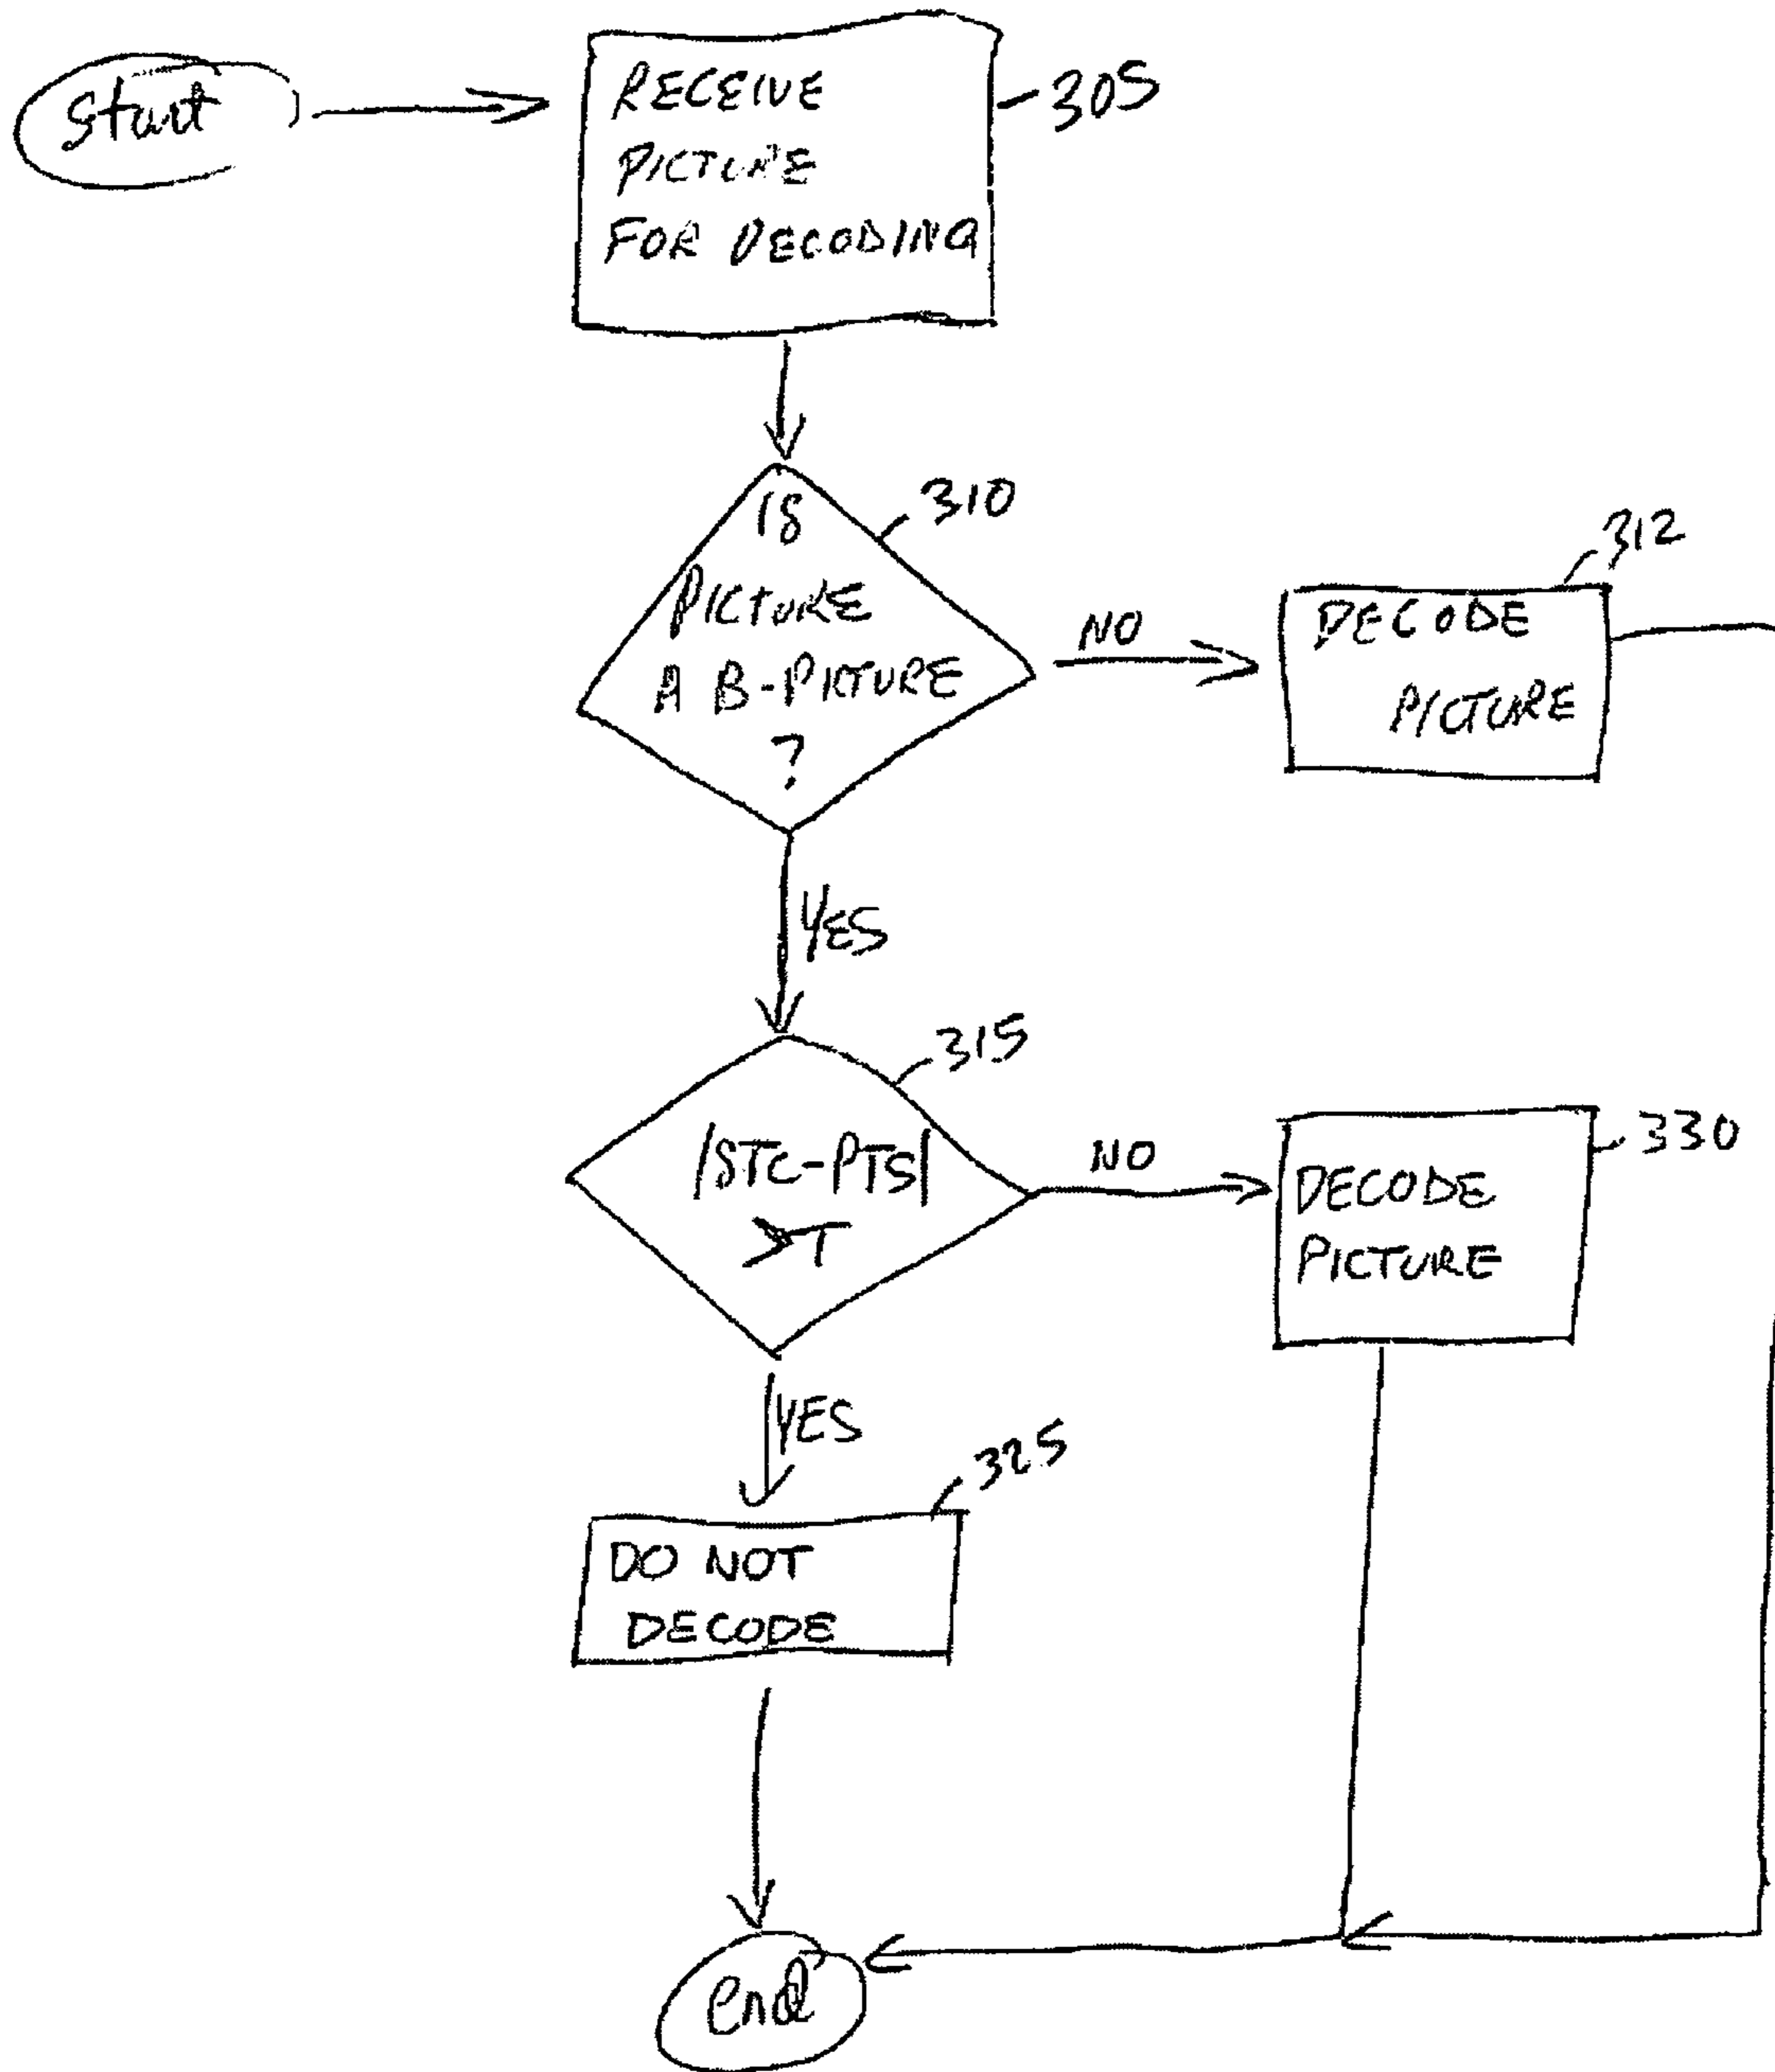 Start
RECEIVE
PICTURE
FOR DECODING
305
IS
PICTURE
A B-PICTURE
?
310
NO
312
DECODE
PICTURE
YES
315
|STC-PTS|
>T
NO
330
DECODE
PICTURE
YES
325
DO NOT
DECODE
End